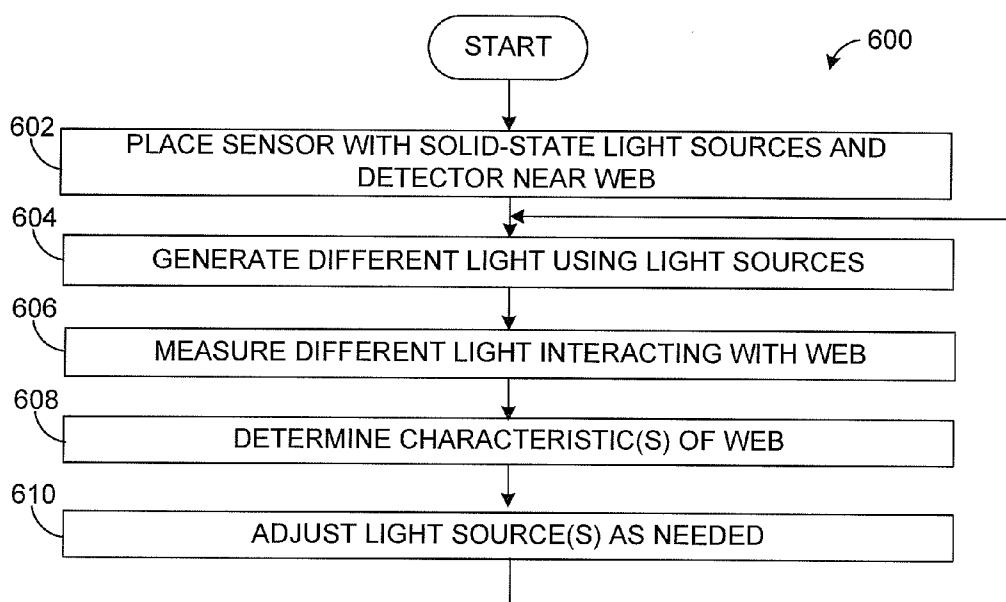 START
600
602
PLACE SENSOR WITH SOLID-STATE LIGHT SOURCES AND
DETECTOR NEAR WEB
604
GENERATE DIFFERENT LIGHT USING LIGHT SOURCES
606
MEASURE DIFFERENT LIGHT INTERACTING WITH WEB
608
DETERMINE CHARACTERISTIC(S) OF WEB
610
ADJUST LIGHT SOURCE(S) AS NEEDED